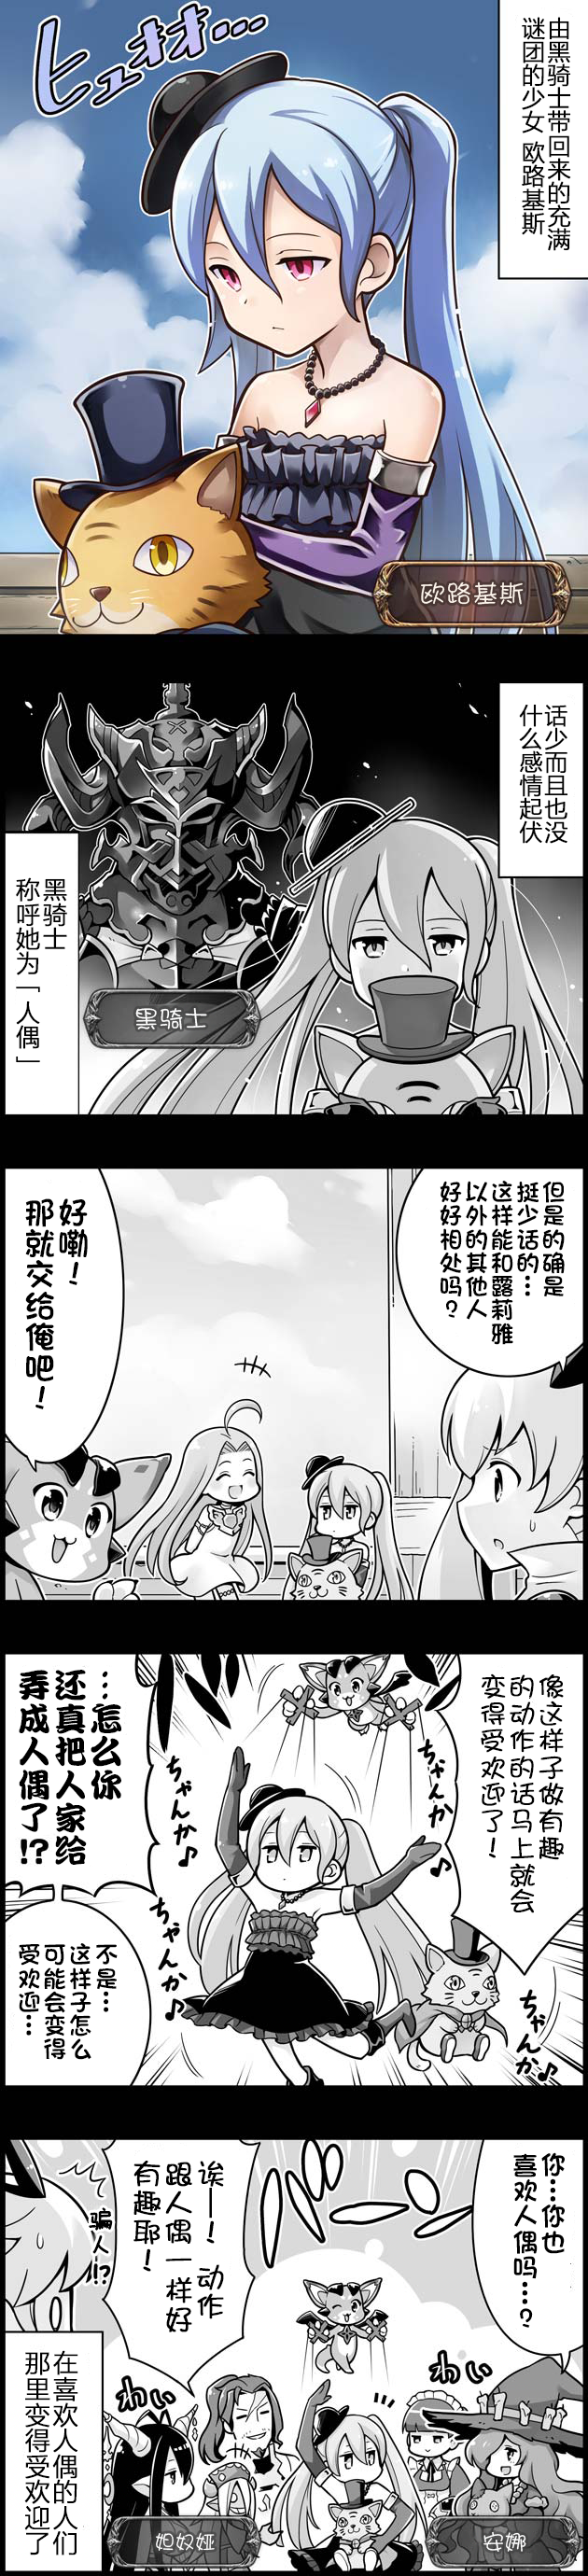 ヒュオオ…
由黑骑士带回来的充满
谜团的少女 欧路基斯
欧路基斯
话少而且也没
什么感情起伏
黑骑士
称呼她为「人偶」
黑骑士
但是的确是
挺少话的…
这样能和露莉雅
以外的其他人
好好相处吗?
好嘞!
那就交给俺吧!
像这样子做有趣
的动作的话马上就会
变得受欢迎了!
ちゃんか♪
ちゃんか
ちゃんか♪
ちゃんか♪
…怎么你
还真把人家给
弄成人偶了!?
不是…
这样子怎么
可能会变得
受欢迎…
你…你也
喜欢人偶吗…?
诶—! 动作
跟人偶一样好
有趣耶!
骗人!?
わい
わい
在喜欢人偶的人们
那里变得受欢迎了
妲奴娅
安娜